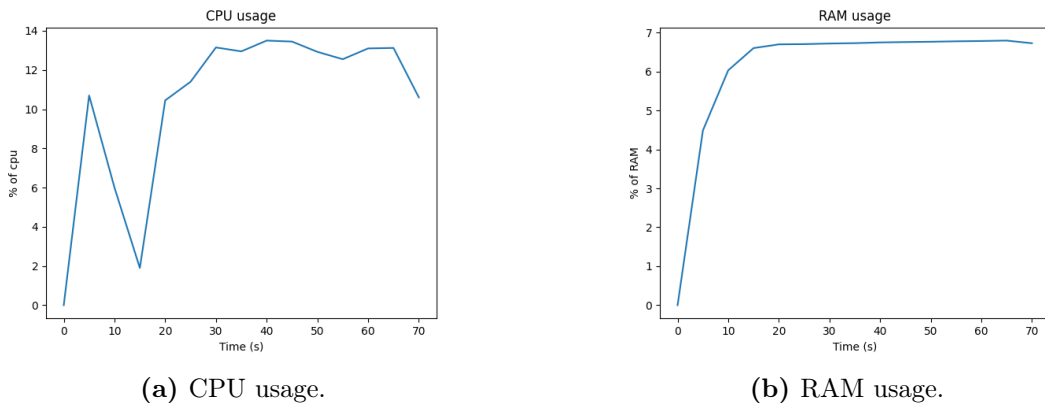 CPU usage
14
12
10
8
6
4
2
0
% of cpu
0 10 20 30 40 50 60 70
Time (s)
(a) CPU usage.
RAM usage
7
6
5
4
3
2
1
0
% of RAM
0 10 20 30 40 50 60 70
Time (s)
(b) RAM usage.